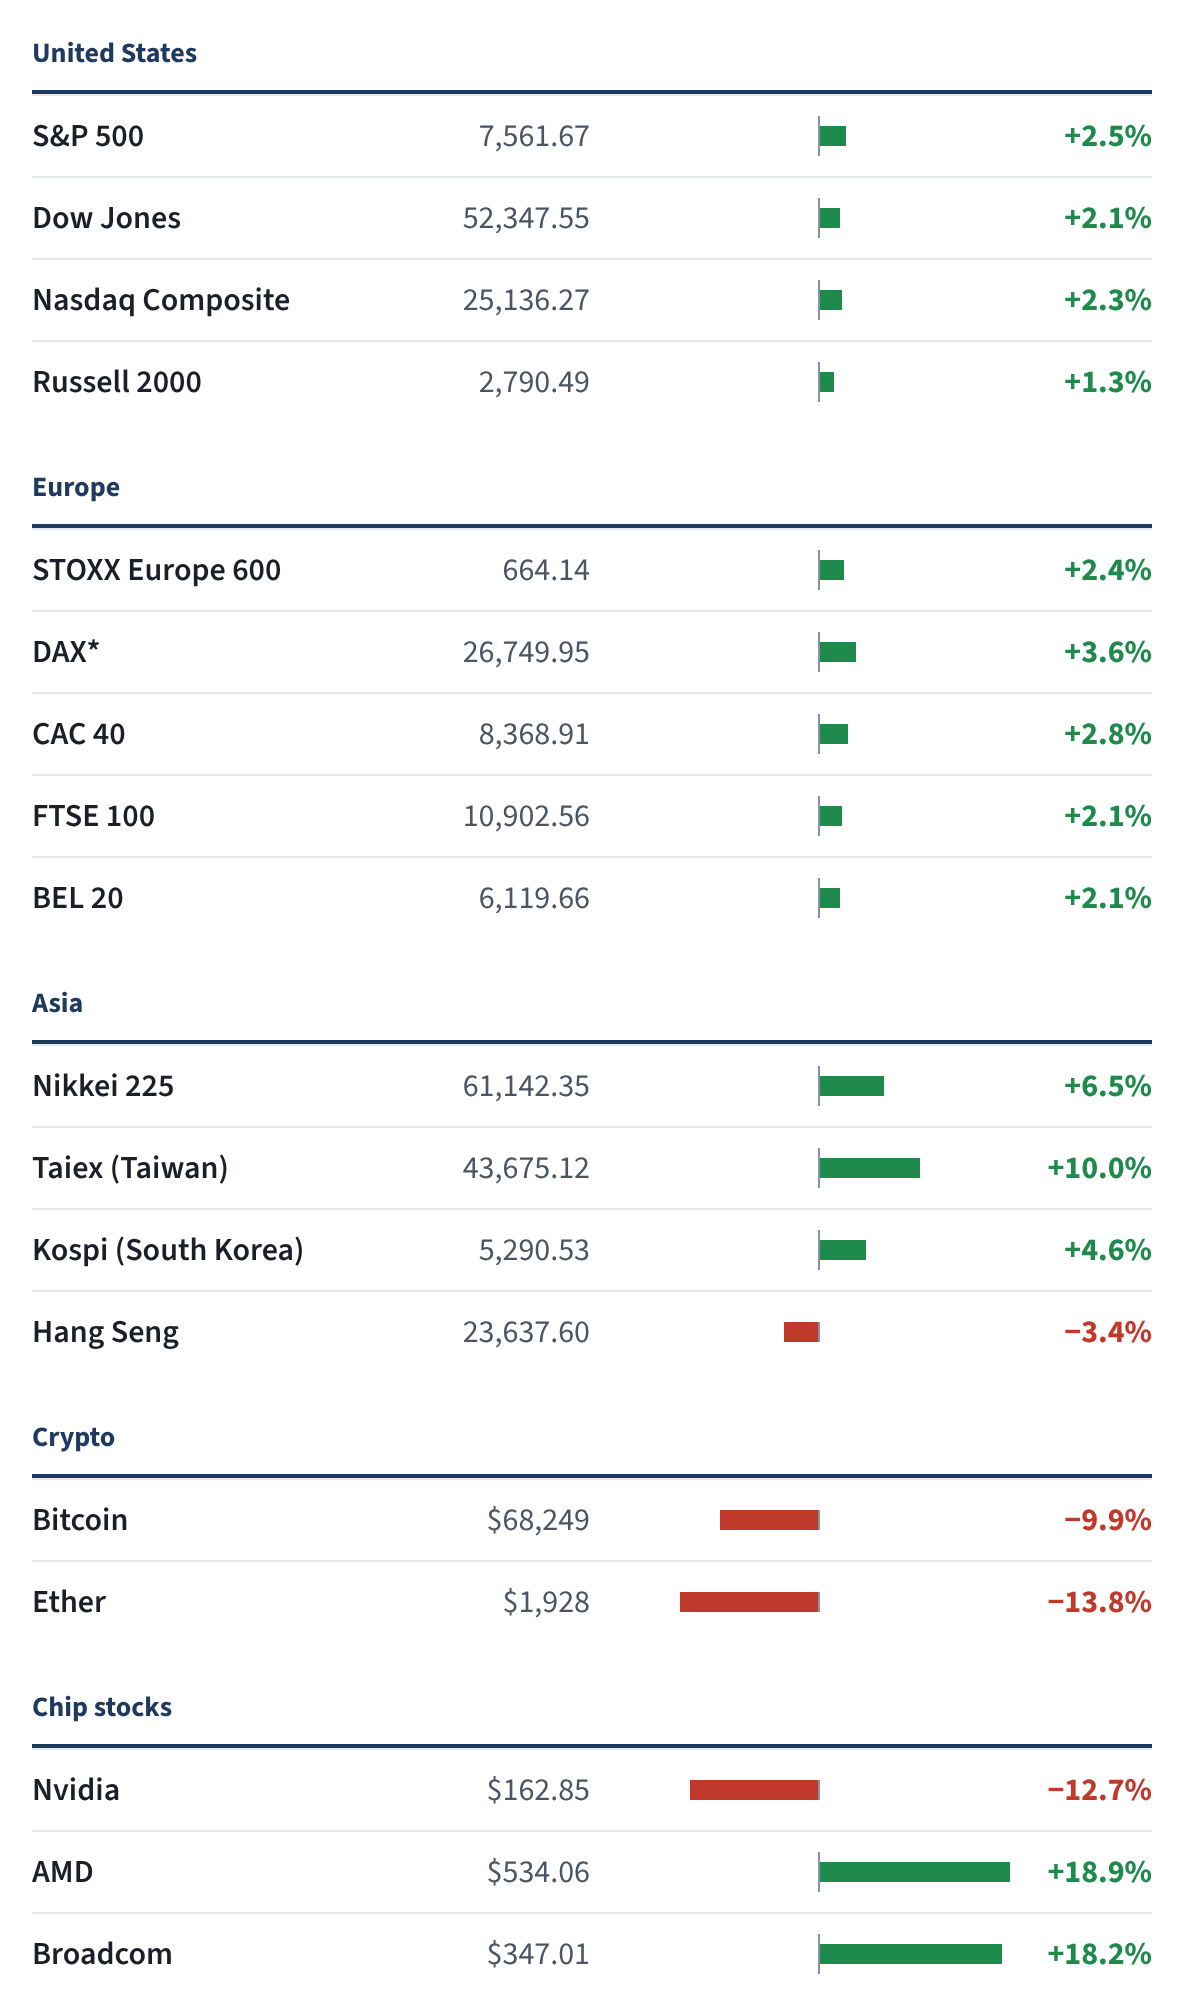 United States
S&P 500 7,561.67 +2.5%
Dow Jones 52,347.55 +2.1%
Nasdaq Composite 25,136.27 +2.3%
Russell 2000 2,790.49 +1.3%
Europe
STOXX Europe 600 664.14 +2.4%
DAX* 26,749.95 +3.6%
CAC 40 8,368.91 +2.8%
FTSE 100 10,902.56 +2.1%
BEL 20 6,119.66 +2.1%
Asia
Nikkei 225 61,142.35 +6.5%
Taiex (Taiwan) 43,675.12 +10.0%
Kospi (South Korea) 5,290.53 +4.6%
Hang Seng 23,637.60 −3.4%
Crypto
Bitcoin $68,249 −9.9%
Ether $1,928 −13.8%
Chip stocks
Nvidia $162.85 −12.7%
AMD $534.06 +18.9%
Broadcom $347.01 +18.2%